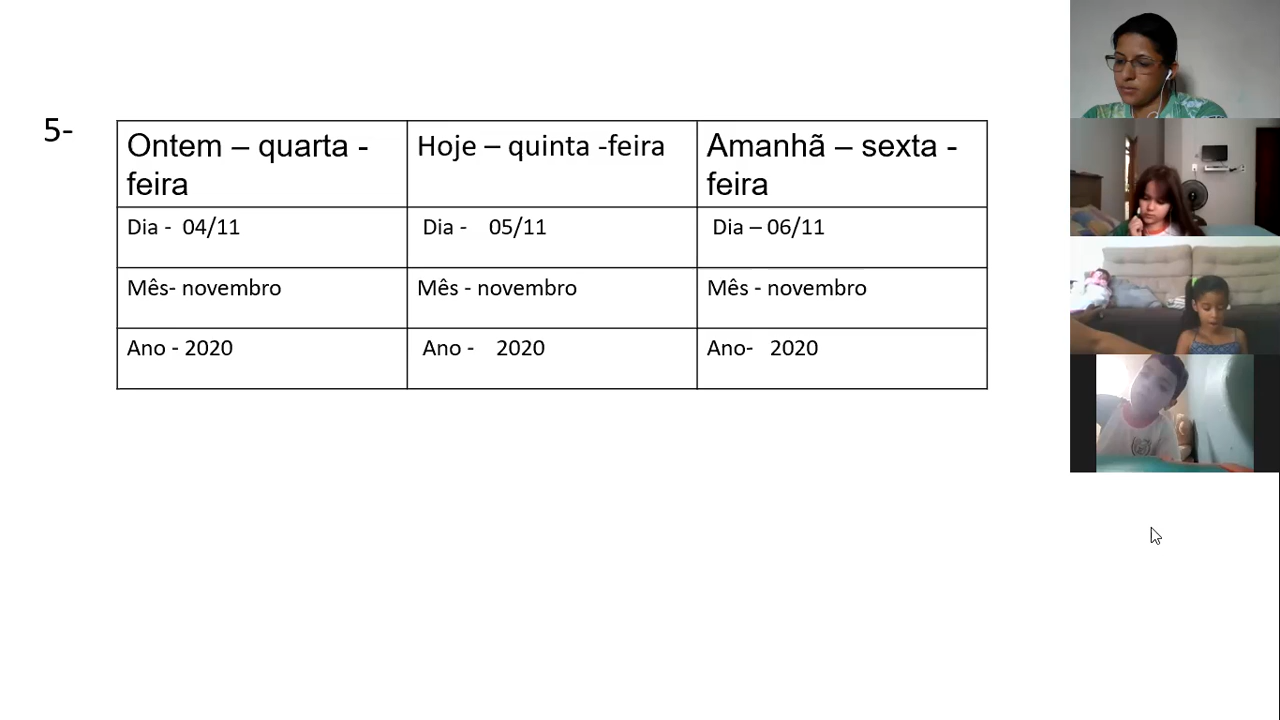 5-
Ontem – quarta -
feira
Hoje – quinta -feira
Amanhã – sexta -
feira
Dia - 04/11
Dia - 05/11
Dia – 06/11
Mês- novembro
Mês - novembro
Mês - novembro
Ano - 2020
Ano - 2020
Ano- 2020